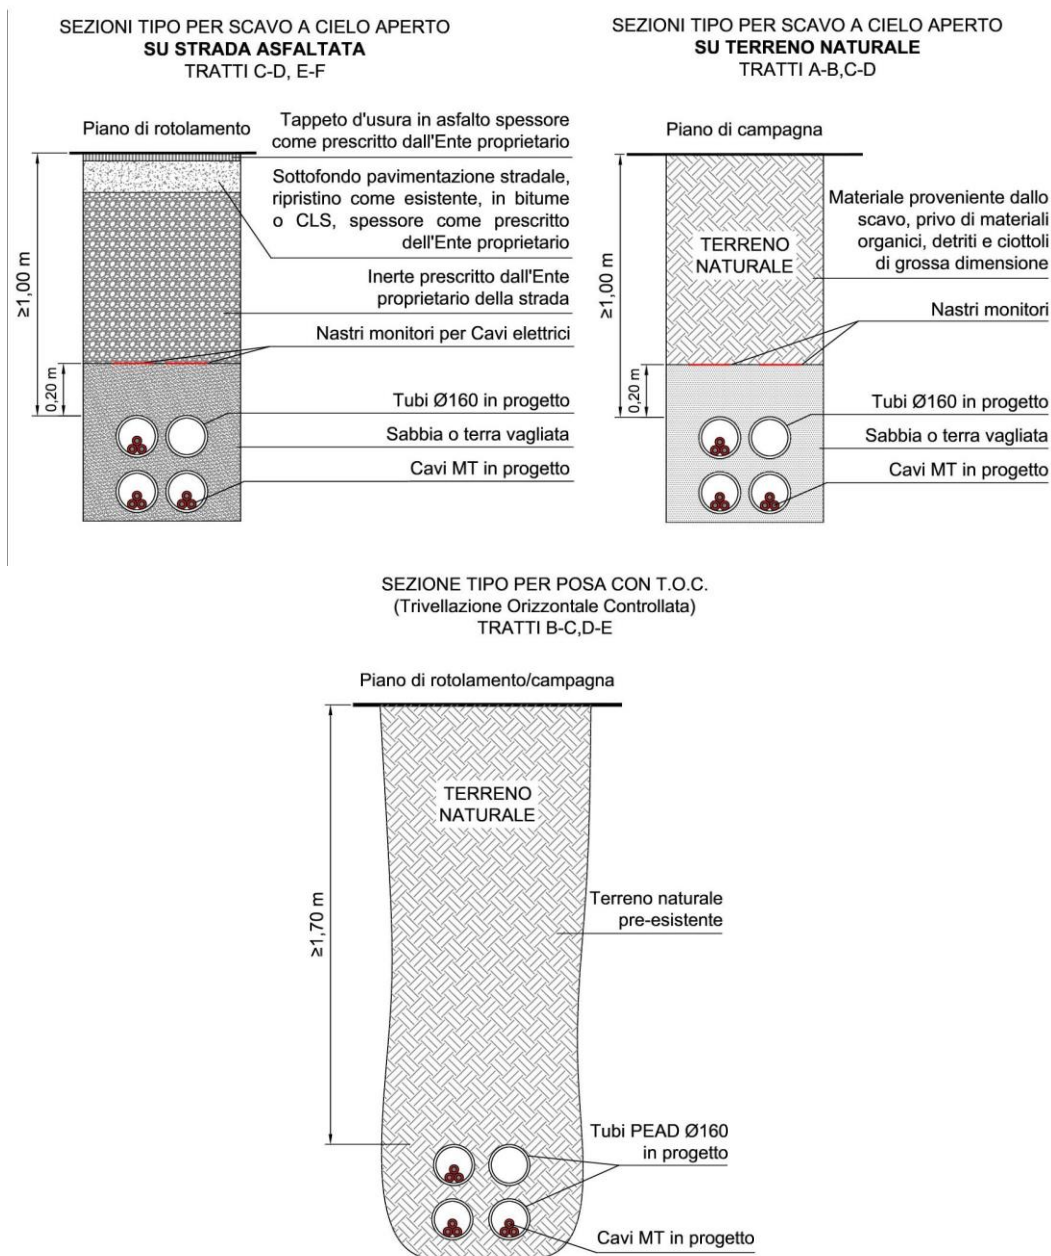 SEZIONI TIPO PER SCAVO A CIELO APERTO
SU STRADA ASFALTATA
TRATTI C-D, E-F
Piano di rotolamento
Tappeto d'usura in asfalto spessore
come prescritto dall'Ente proprietario
Sottofondo pavimentazione stradale,
ripristino come esistente, in bitume
o CLS, spessore come prescritto
dell'Ente proprietario
Inerte prescritto dall'Ente
proprietario della strada
Nastri monitori per Cavi elettrici
≥1,00 m
0,20 m
Tubi Ø160 in progetto
Sabbia o terra vagliata
Cavi MT in progetto
SEZIONI TIPO PER SCAVO A CIELO APERTO
SU TERRENO NATURALE
TRATTI A-B,C-D
Piano di campagna
TERRENO
NATURALE
Materiale proveniente dallo
scavo, privo di materiali
organici, detriti e ciottoli
di grossa dimensione
Nastri monitori
≥1,00 m
0,20 m
Tubi Ø160 in progetto
Sabbia o terra vagliata
Cavi MT in progetto
SEZIONE TIPO PER POSA CON T.O.C.
(Trivellazione Orizzontale Controllata)
TRATTI B-C,D-E
Piano di rotolamento/campagna
TERRENO
NATURALE
Terreno naturale
pre-esistente
≥1,70 m
Tubi PEAD Ø160
in progetto
Cavi MT in progetto